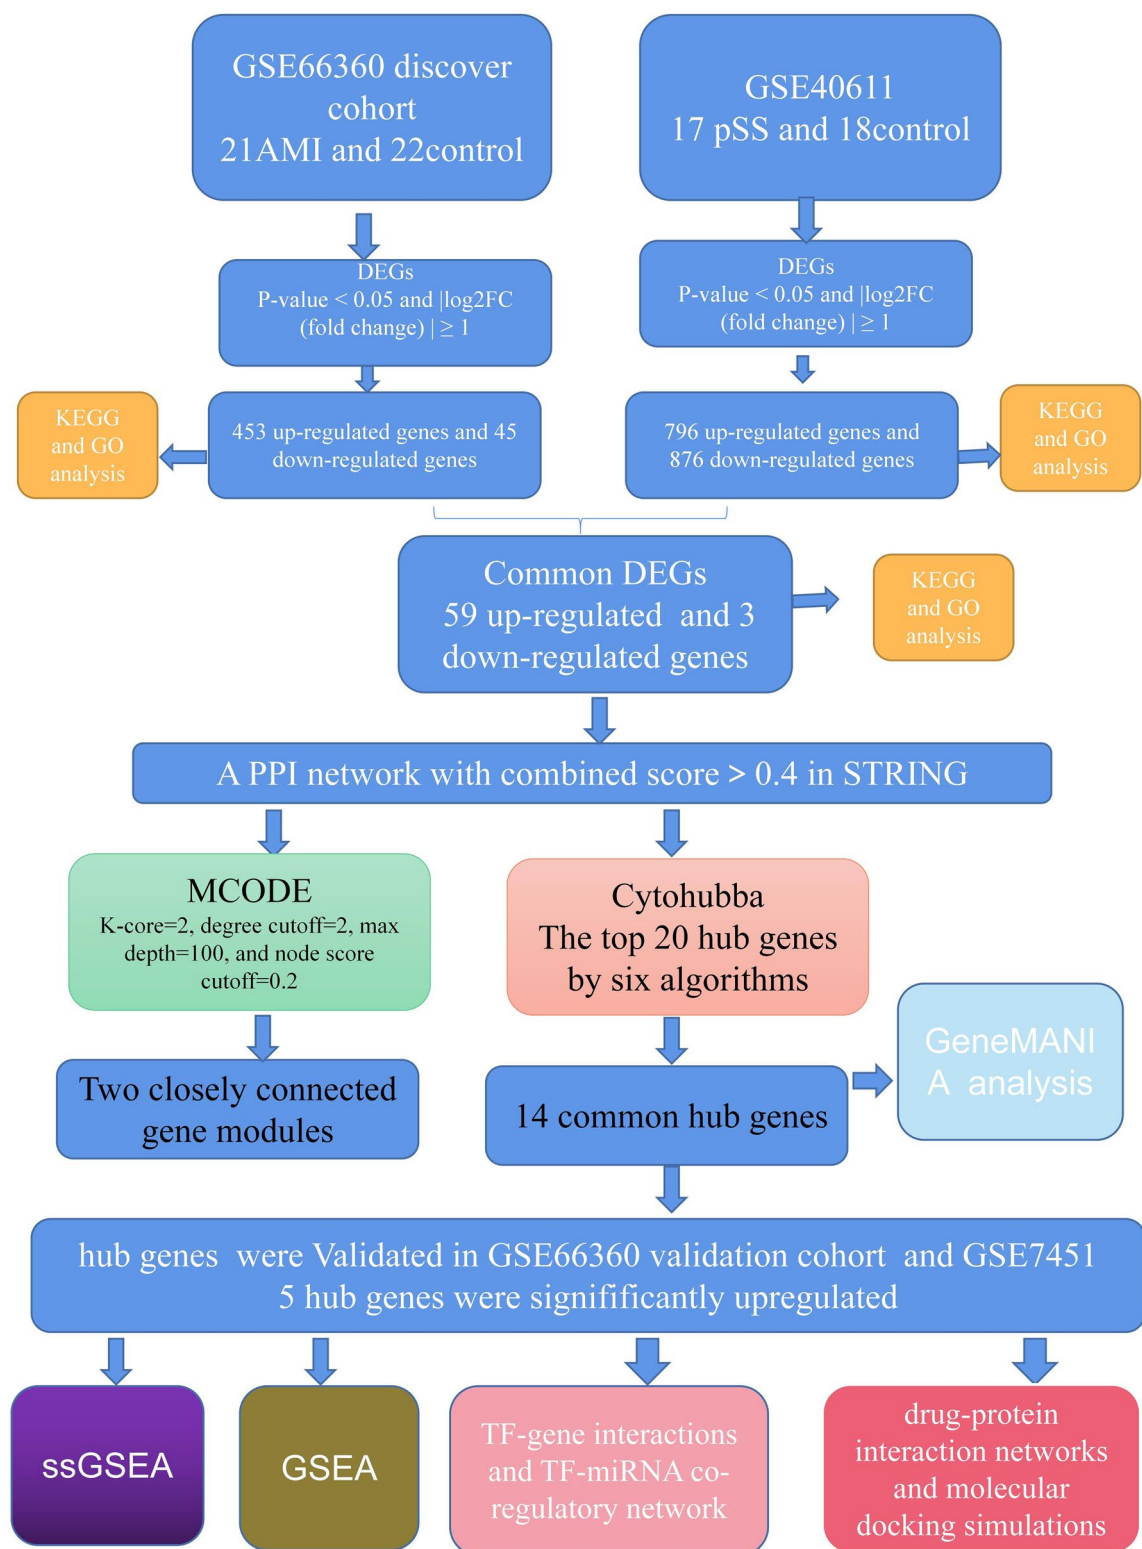 GSE66360 discover
cohort
21AMI and 22control
GSE40611
17 pSS and 18control
DEGs
P-value < 0.05 and |log2FC
(fold change) | ≥ 1
DEGs
P-value < 0.05 and |log2FC
(fold change) | ≥ 1
KEGG
and GO
analysis
453 up-regulated genes and 45
down-regulated genes
796 up-regulated genes and
876 down-regulated genes
KEGG
and GO
analysis
Common DEGs
59 up-regulated and 3
down-regulated genes
KEGG
and GO
analysis
A PPI network with combined score > 0.4 in STRING
MCODE
K-core=2, degree cutoff=2, max
depth=100, and node score
cutoff=0.2
Cytohubba
The top 20 hub genes
by six algorithms
Two closely connected
gene modules
14 common hub genes
GeneMANI
A analysis
hub genes were Validated in GSE66360 validation cohort and GSE7451
5 hub genes were signifificantly upregulated
ssGSEA
GSEA
TF-gene interactions
and TF-miRNA co-
regulatory network
drug-protein
interaction networks
and molecular
docking simulations